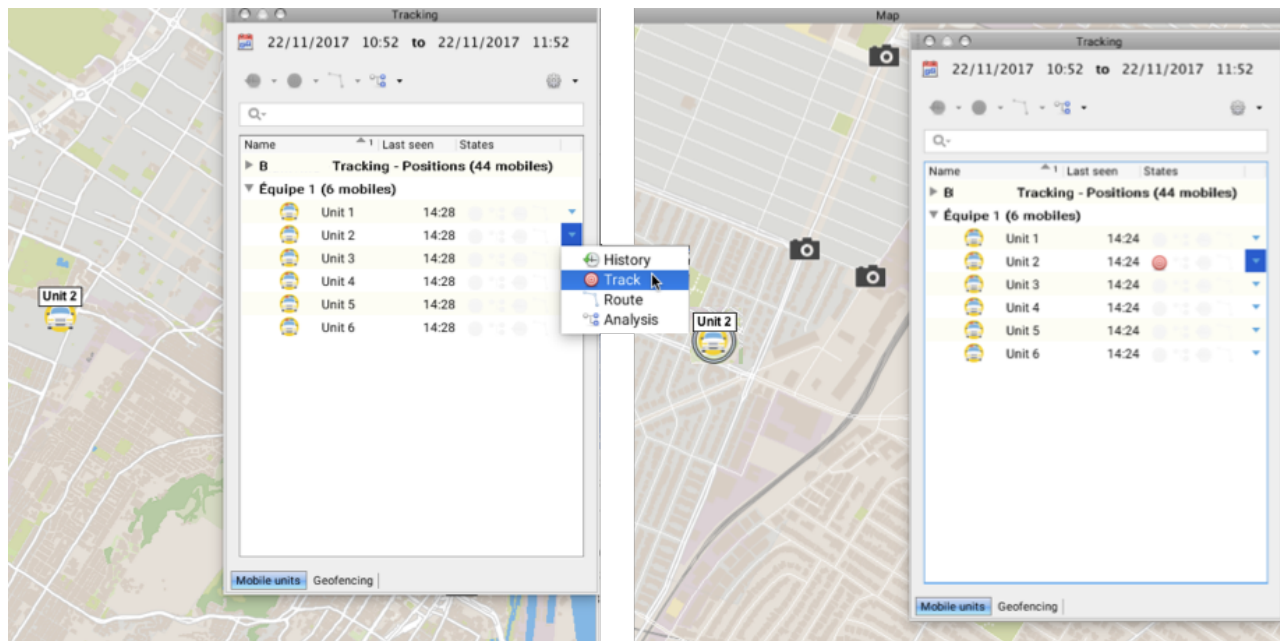 Tracking
22/11/2017 10:52 to 22/11/2017 11:52
Name 1 Last seen States
B Tracking - Positions (44 mobiles)
Équipe 1 (6 mobiles)
Unit 1 14:28
Unit 2 14:28
Unit 3 14:28
Unit 4 14:28
Unit 5 14:28
Unit 6 14:28
History
Track
Route
Analysis
Unit 2
Mobile units Geofencing
Map
Tracking
22/11/2017 10:52 to 22/11/2017 11:52
Name 1 Last seen States
B Tracking - Positions (44 mobiles)
Équipe 1 (6 mobiles)
Unit 1 14:24
Unit 2 14:24
Unit 3 14:24
Unit 4 14:24
Unit 5 14:24
Unit 6 14:24
Unit 2
Mobile units Geofencing